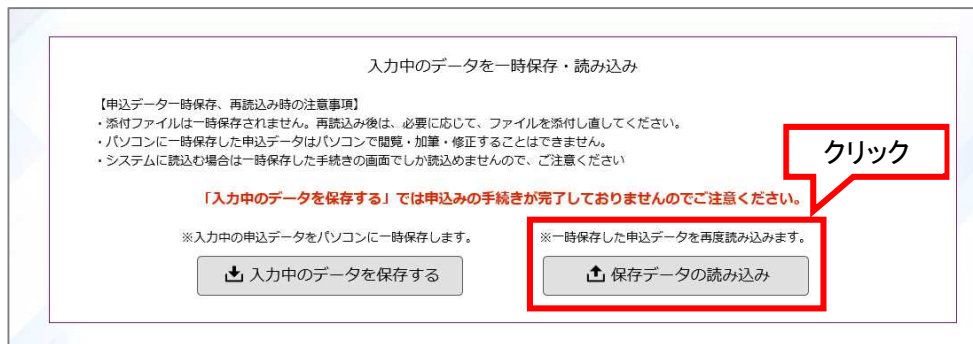 入力中のデータを一時保存・読み込み
【申込データ一時保存、再読込み時の注意事項】
・添付ファイルは一時保存されません。再読込み後は、必要に応じて、ファイルを添付し直してください。
・パソコンに一時保存した申込データはパソコンで閲覧・加筆・修正することはできません。
・システムに読込む場合は一時保存した手続きの画面でしか読込めませんので、ご注意ください
クリック
「入力中のデータを保存する」では申込みの手続きが完了しておりませんのでご注意ください。
※入力中の申込データをパソコンに一時保存します。
※一時保存した申込データを再度読み込みます。
入力中のデータを保存する
保存データの読み込み